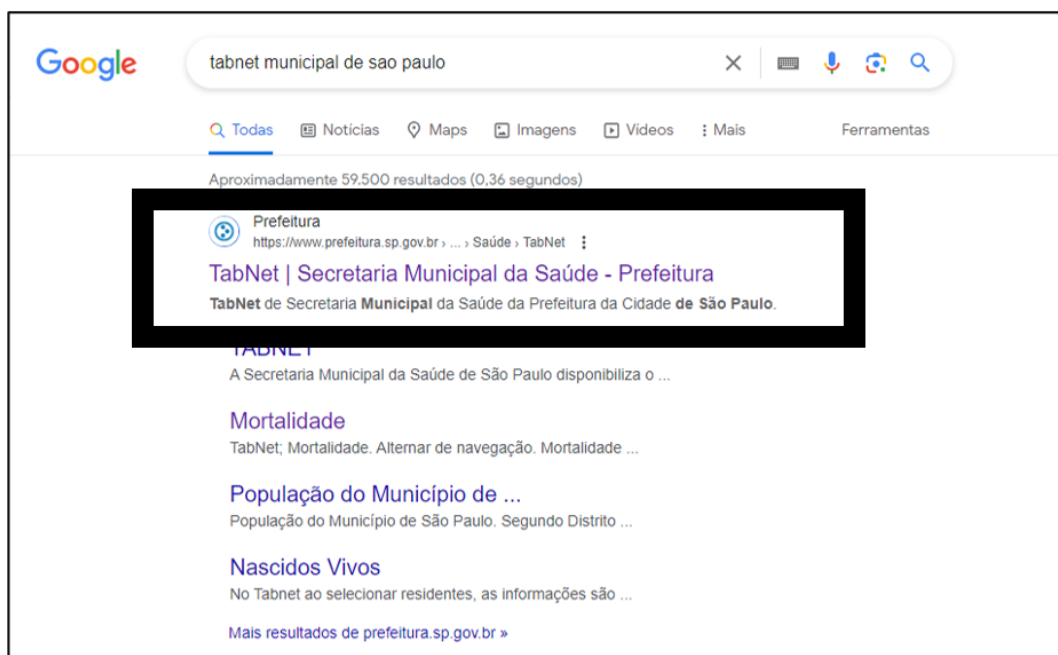 Google
tabnet municipal de sao paulo
Todas Notícias Maps Imagens Vídeos Mais Ferramentas
Aproximadamente 59.500 resultados (0,36 segundos)
Prefeitura
https://www.prefeitura.sp.gov.br › ... › Saúde › TabNet
TabNet | Secretaria Municipal da Saúde - Prefeitura
TabNet de Secretaria Municipal da Saúde da Prefeitura da Cidade de São Paulo.
TABNET
A Secretaria Municipal da Saúde de São Paulo disponibiliza o ...
Mortalidade
TabNet; Mortalidade. Alternar de navegação. Mortalidade ...
População do Município de ...
População do Município de São Paulo. Segundo Distrito ...
Nascidos Vivos
No Tabnet ao selecionar residentes, as informações são ...
Mais resultados de prefeitura.sp.gov.br »